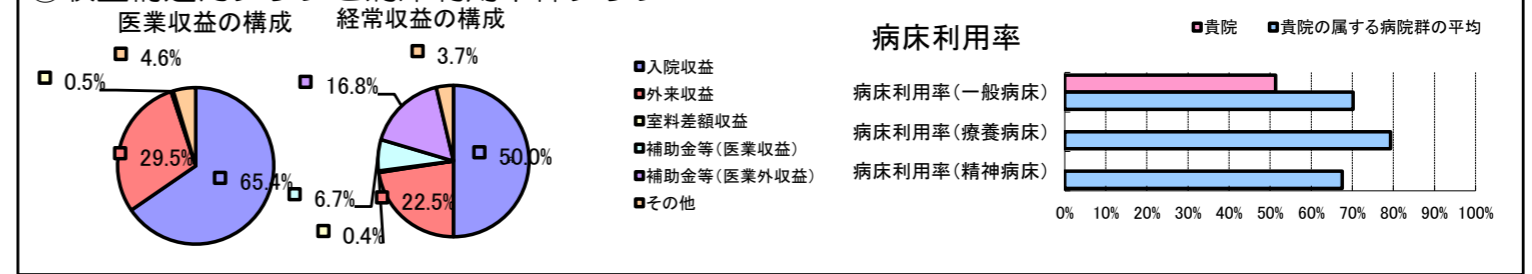 医業収益の構成
4.6%
0.5%
29.5%
65.4%
経常収益の構成
3.7%
16.8%
50.0%
6.7%
22.5%
0.4%
入院収益
外来収益
室料差額収益
補助金等(医業収益)
補助金等(医業外収益)
その他
病床利用率
貴院 貴院の属する病院群の平均
病床利用率(一般病床)
病床利用率(療養病床)
病床利用率(精神病床)
0% 10% 20% 30% 40% 50% 60% 70% 80% 90% 100%